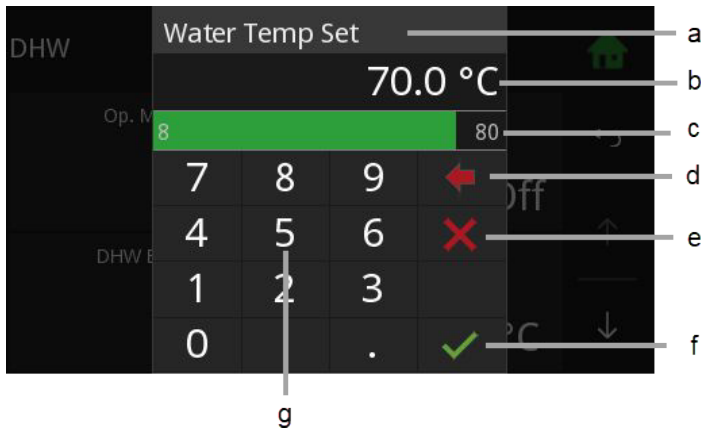 DHW
Water Temp Set
a
70.0 °C
b
Op. M
8
80
c
7 8 9
d
Off
4 5 6
e
DHW E
1 2 3
0 .
°C
f
g